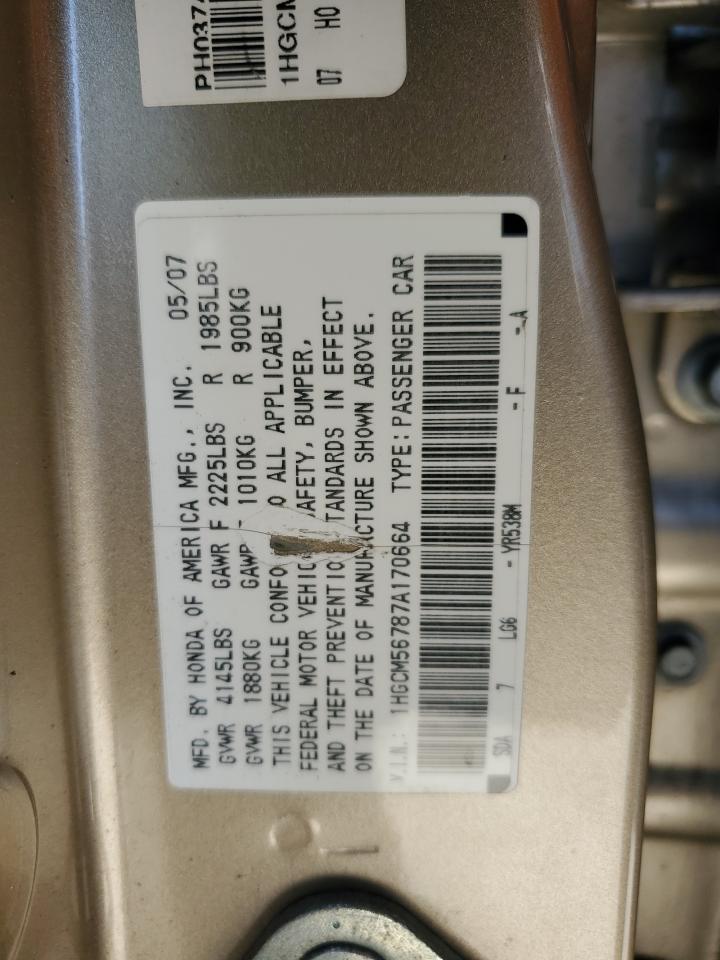 PH037
1HGCM
07 HO
MFD. BY HONDA OF AMERICA MFG., INC. 05/07
GVWR 4145LBS GAWR F 2225LBS R 1985LBS
GVWR 1880KG GAWR 1010KG R 900KG
THIS VEHICLE CONFO O ALL APPLICABLE
FEDERAL MOTOR VEHIC AFETY, BUMPER,
AND THEFT PREVENTIO TANDARDS IN EFFECT
ON THE DATE OF MANUFACTURE SHOWN ABOVE.
V.I.N.: 1HGCM56787A170664 TYPE:PASSENGER CAR
SDA 7 LG6 - YR538M - F - A